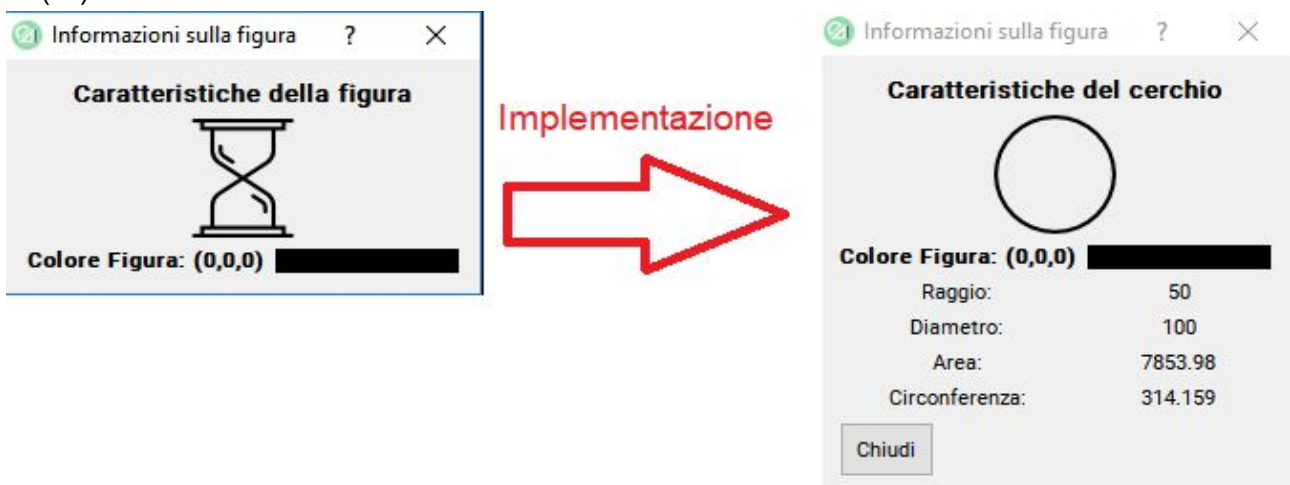 Informazioni sulla figura ? ×
Caratteristiche della figura
Colore Figura: (0,0,0)
Implementazione
Informazioni sulla figura ? ×
Caratteristiche del cerchio
Colore Figura: (0,0,0)
Raggio: 50
Diametro: 100
Area: 7853.98
Circonferenza: 314.159
Chiudi